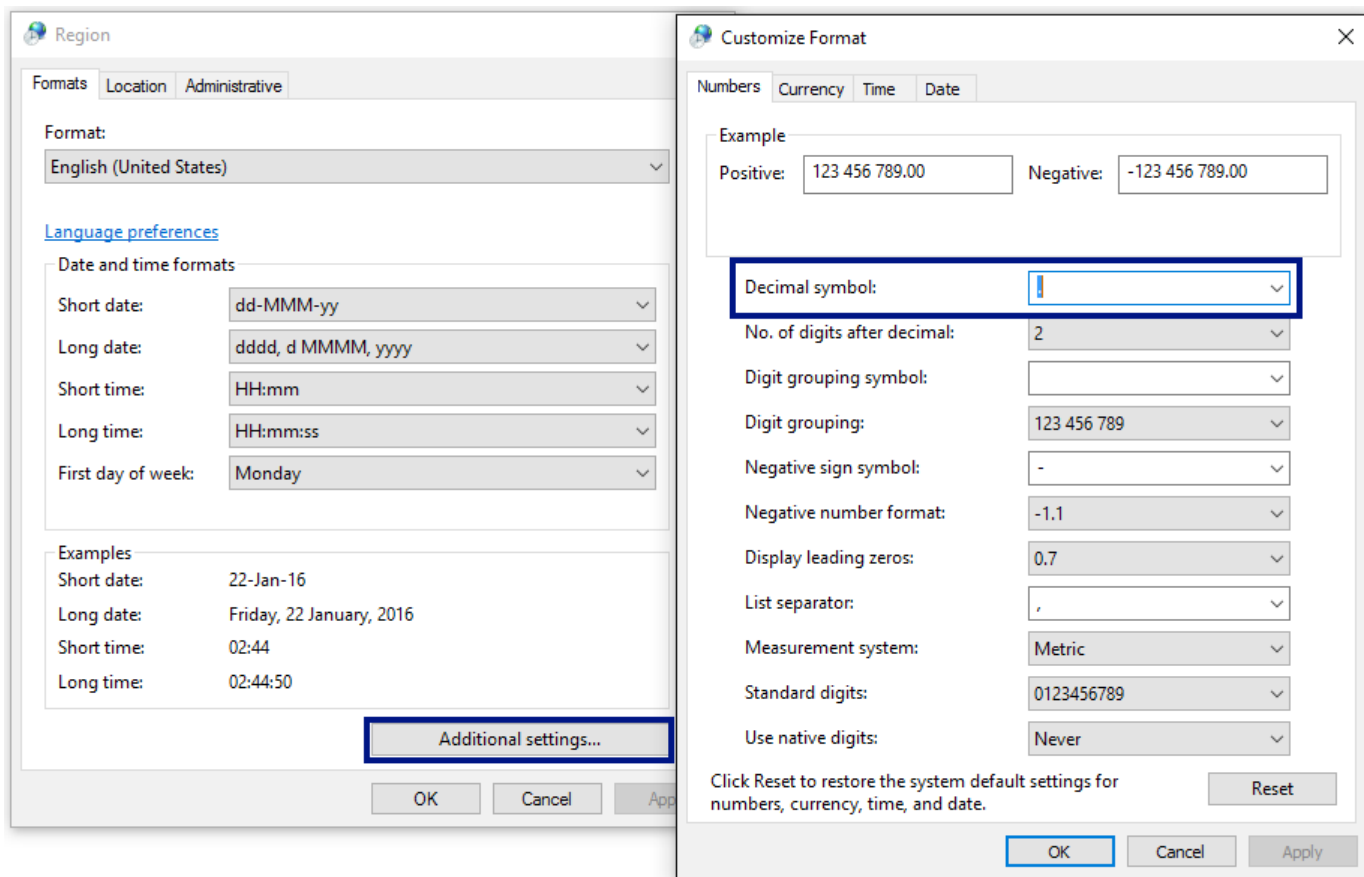 Region
Formats Location Administrative
Format:
English (United States)
Language preferences
Date and time formats
Short date: dd-MMM-yy
Long date: dddd, d MMMM, yyyy
Short time: HH:mm
Long time: HH:mm:ss
First day of week: Monday
Examples
Short date: 22-Jan-16
Long date: Friday, 22 January, 2016
Short time: 02:44
Long time: 02:44:50
Additional settings...
OK Cancel App
Customize Format
Numbers Currency Time Date
Example
Positive: 123 456 789.00 Negative: -123 456 789.00
Decimal symbol: .
No. of digits after decimal: 2
Digit grouping symbol:
Digit grouping: 123 456 789
Negative sign symbol: -
Negative number format: -1.1
Display leading zeros: 0.7
List separator: ,
Measurement system: Metric
Standard digits: 0123456789
Use native digits: Never
Click Reset to restore the system default settings for
numbers, currency, time, and date.
Reset
OK Cancel Apply